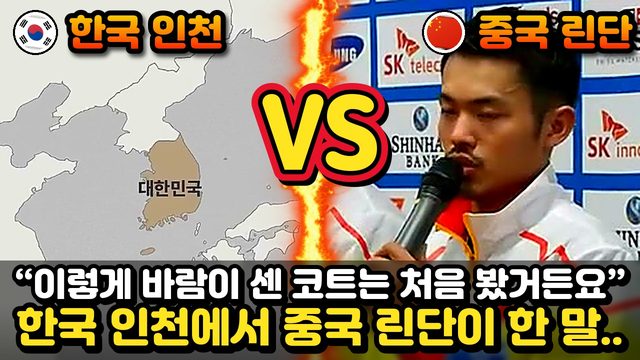 한국 인천
중국 린단
VS
대한민국
SK telecom
SHINHAN
BANK
SK
“이렇게 바람이 센 코트는 처음 봤거든요”
한국 인천에서 중국 린단이 한 말..